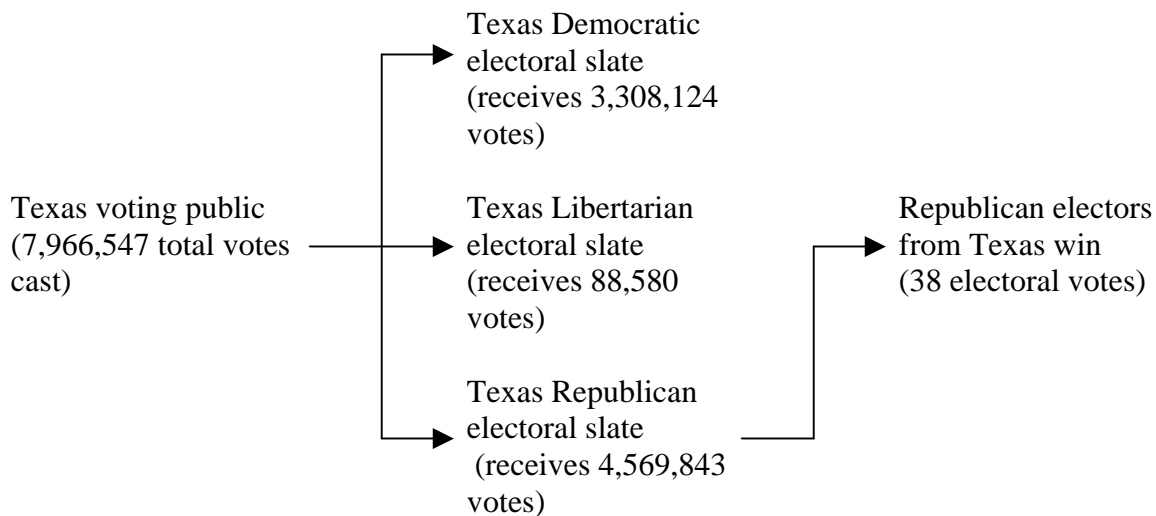 Texas Democratic
electoral slate
(receives 3,308,124
votes)
Texas voting public
(7,966,547 total votes
cast)
Texas Libertarian
electoral slate
(receives 88,580
votes)
Republican electors
from Texas win
(38 electoral votes)
Texas Republican
electoral slate
(receives 4,569,843
votes)